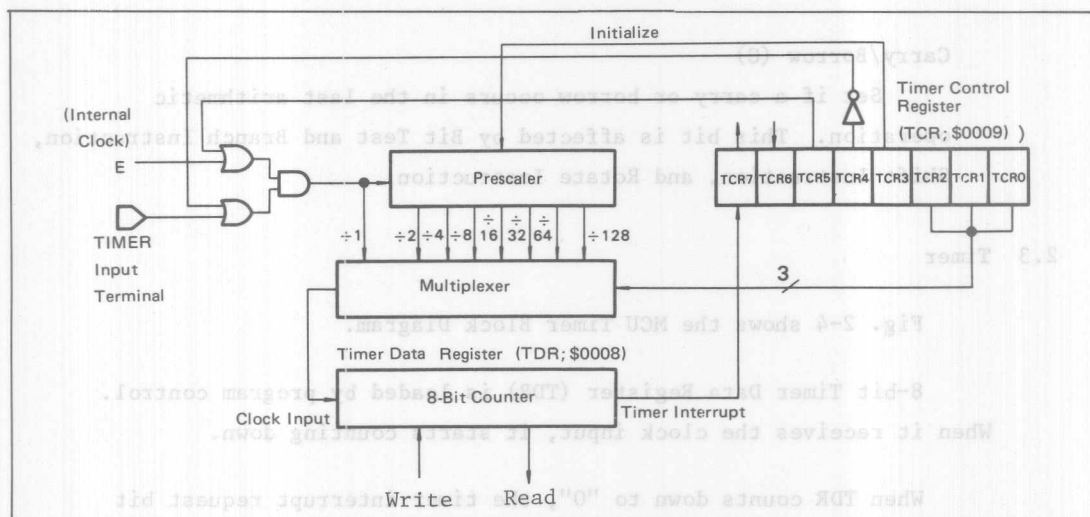 Initialize
Timer Control
Register
(TCR; $0009) )
(Internal
Clock)
E
TIMER
Input
Terminal
Prescaler
TCR7 TCR6 TCR5 TCR4 TCR3 TCR2 TCR1 TCR0
÷1 ÷2 ÷4 ÷8 ÷16 ÷32 ÷64 ÷128
Multiplexer
3
Timer Data Register (TDR; $0008)
8-Bit Counter
Clock Input
Timer Interrupt
Write Read
Carry/Borrow (C)
Set if a carry or borrow occurs in the last arithmetic
operation. This bit is affected by Bit Test and Branch Instruction,
and Rotate Instruction
2.3 Timer
Fig. 2-4 shows the MCU Timer Block Diagram.
8-bit Timer Data Register (TDR) is loaded by program control.
When it receives the clock input, it starts counting down.
When TDR counts down to "0", the timer interrupt request bit